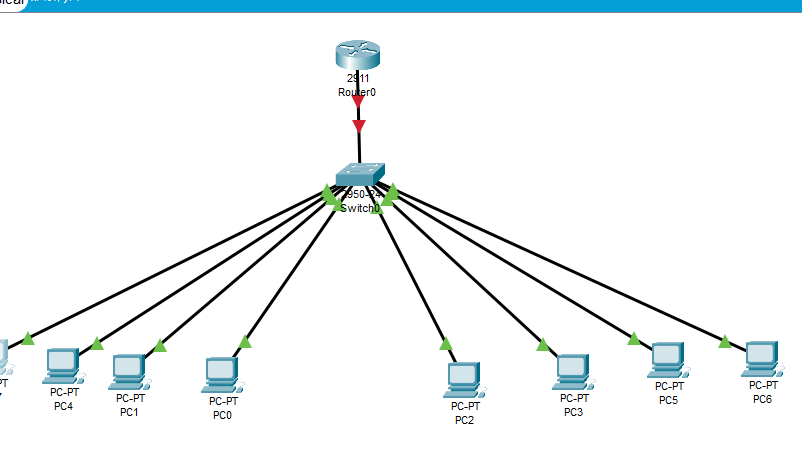 2911
Router0
Switch0
PC-PT
PC4
PC-PT
PC1
PC-PT
PC0
PC-PT
PC2
PC-PT
PC3
PC-PT
PC5
PC-PT
PC6